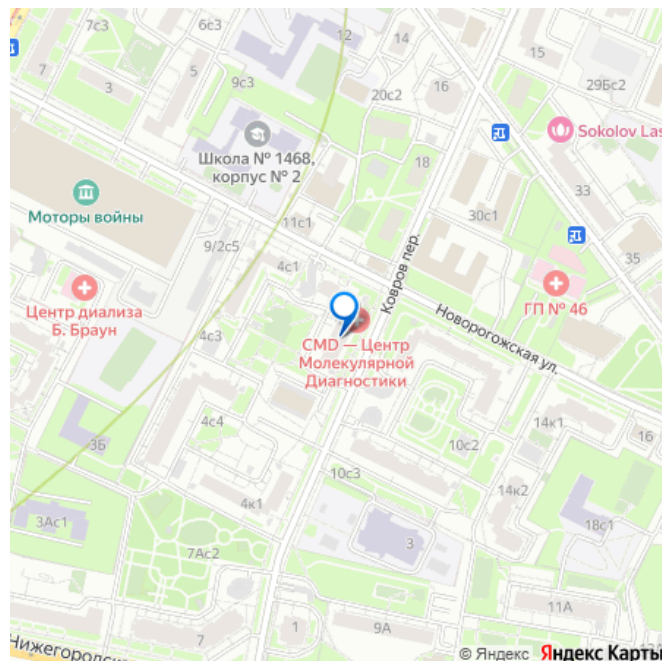 7с3
6с3
12
14
15
7
3
5
9с3
20с2
16
29Бс2
Школа № 1468,
корпус № 2
Sokolov Las
18
33
Моторы войны
11с1
30с1
9/2с5
4с1
35
Центр диализа
Б. Браун
Ковров пер.
ГП № 46
Новорогожская ул.
4с3
CMD — Центр
Молекулярной
Диагностики
4с4
14к1
16
3Б
10с2
10с3
14к2
4к1
3Ас1
18с1
7Ас2
3
11А
Нижегородс
7
1
9А
© Яндекс
Яндекс Карты